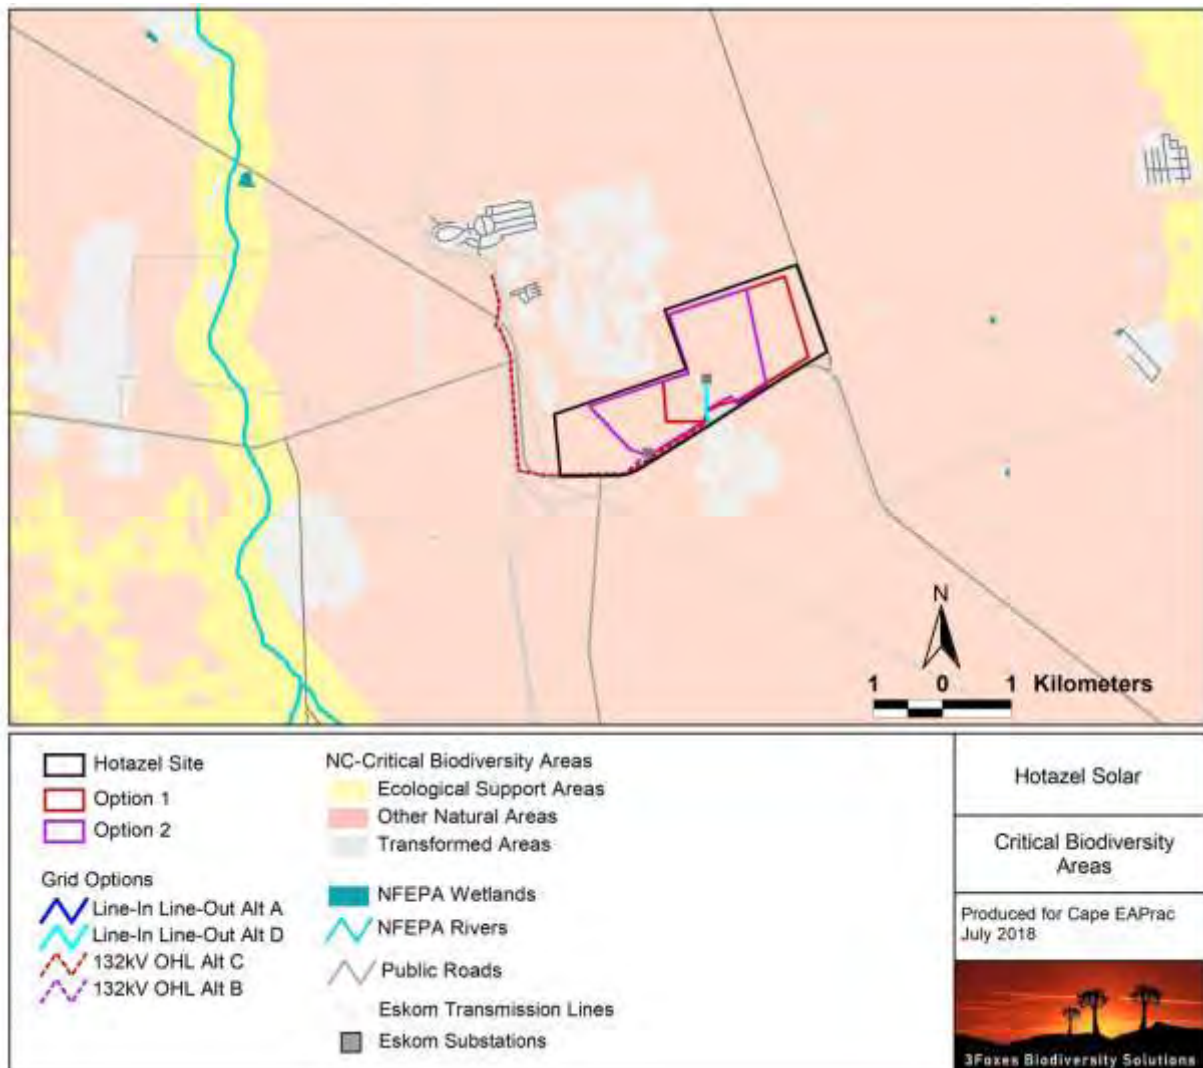 N
1 0 1 Kilometers
Hotazel Site
Option 1
Option 2
Grid Options
Line-In Line-Out Alt A
Line-In Line-Out Alt D
132kV OHL Alt C
132kV OHL Alt B
NC-Critical Biodiversity Areas
Ecological Support Areas
Other Natural Areas
Transformed Areas
NFEPA Wetlands
NFEPA Rivers
Public Roads
Eskom Transmission Lines
Eskom Substations
Hotazel Solar
Critical Biodiversity
Areas
Produced for Cape EAPrac
July 2018
3Foxes Biodiversity Solutions